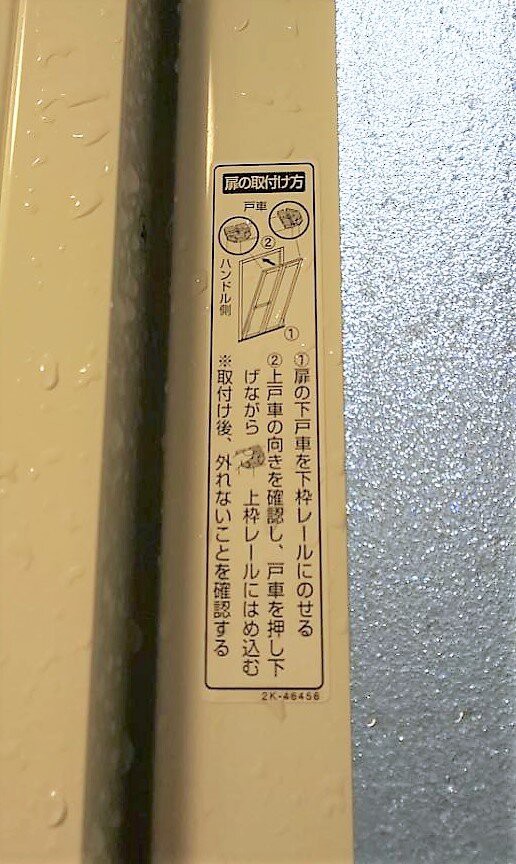 扉の取付け方
戸車
②
ハンドル側
①
①扉の下戸車を下枠レールにのせる
②上戸車の向きを確認し、戸車を押し下
げながら 上枠レールにはめ込む
※取付け後、外れないことを確認する
2K-46456